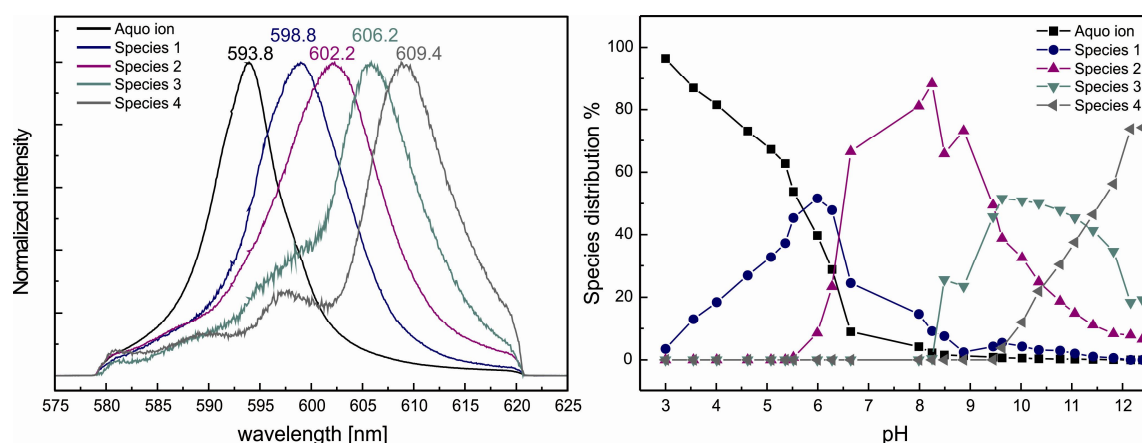 598.8 606.2
593.8 602.2 609.4
Aquo ion
Species 1
Species 2
Species 3
Species 4
Normalized intensity
575 580 585 590 595 600 605 610 615 620 625
wavelength [nm]
Aquo ion
Species 1
Species 2
Species 3
Species 4
Species distribution %
100
80
60
40
20
0
3 4 5 6 7 8 9 10 11 12
pH